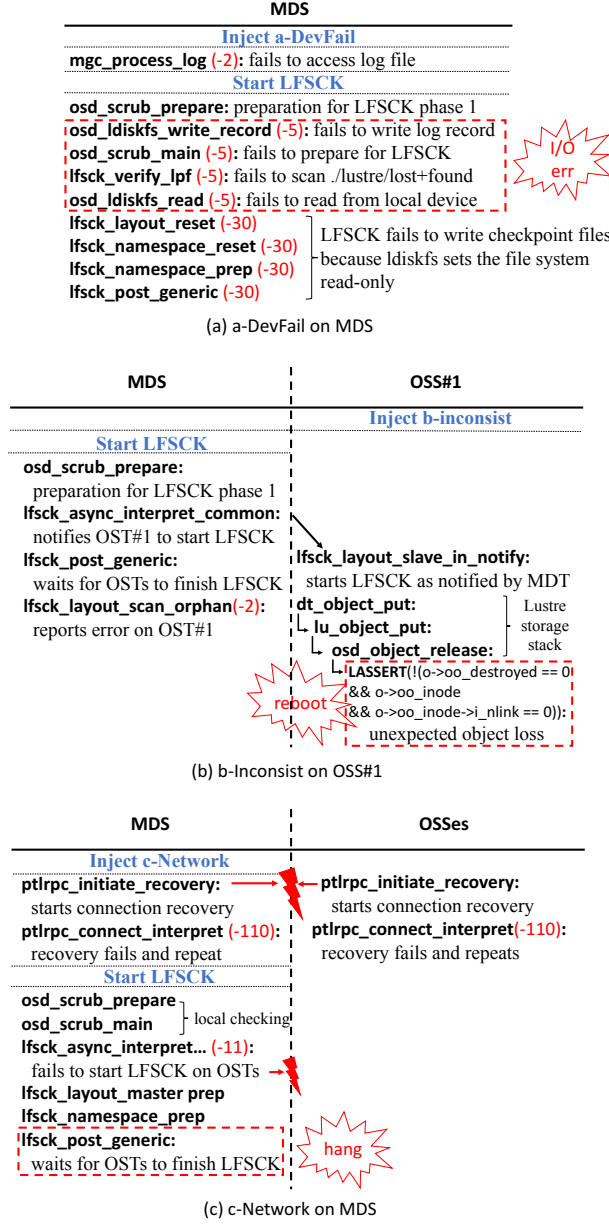 MDS
Inject a-DevFail
mgc_process_log (-2): fails to access log file
Start LFSCK
osd_scrub_prepare: preparation for LFSCK phase 1
osd_ldiskfs_write_record (-5): fails to write log record
osd_scrub_main (-5): fails to prepare for LFSCK
lfsck_verify_lpf (-5): fails to scan ./lustre/lost+found
osd_ldiskfs_read (-5): fails to read from local device
I/O
err
lfsck_layout_reset (-30)
lfsck_namespace_reset (-30)
lfsck_namespace_prep (-30)
lfsck_post_generic (-30)
LFSCK fails to write checkpoint files
because ldiskfs sets the file system
read-only
(a) a-DevFail on MDS
MDS
OSS#1
Inject b-inconsist
Start LFSCK
osd_scrub_prepare:
preparation for LFSCK phase 1
lfsck_async_interpret_common:
notifies OST#1 to start LFSCK
lfsck_post_generic:
waits for OSTs to finish LFSCK
lfsck_layout_scan_orphan(-2):
reports error on OST#1
lfsck_layout_slave_in_notify:
starts LFSCK as notified by MDT
dt_object_put:
lu_object_put:
osd_object_release:
Lustre
storage
stack
LASSERT(!(o->oo_destroyed == 0
&& o->oo_inode
&& o->oo_inode->i_nlink == 0)):
unexpected object loss
reboot
(b) b-Inconsist on OSS#1
MDS
OSSes
Inject c-Network
ptlrpc_initiate_recovery:
starts connection recovery
ptlrpc_connect_interpret (-110):
recovery fails and repeat
ptlrpc_initiate_recovery:
starts connection recovery
ptlrpc_connect_interpret(-110):
recovery fails and repeats
Start LFSCK
osd_scrub_prepare
osd_scrub_main
local checking
lfsck_async_interpret... (-11):
fails to start LFSCK on OSTs
lfsck_layout_master prep
lfsck_namespace_prep
lfsck_post_generic:
waits for OSTs to finish LFSCK
hang
(c) c-Network on MDS